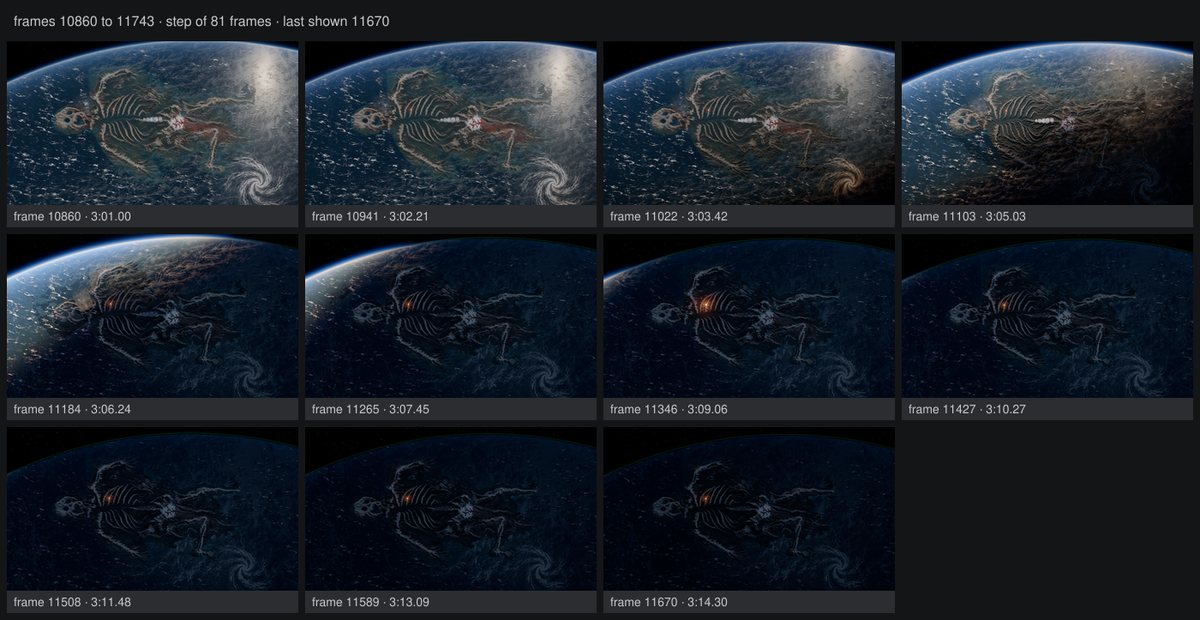 frames 10860 to 11743 · step of 81 frames · last shown 11670
frame 10860 · 3:01.00
frame 10941 · 3:02.21
frame 11022 · 3:03.42
frame 11103 · 3:05.03
frame 11184 · 3:06.24
frame 11265 · 3:07.45
frame 11346 · 3:09.06
frame 11427 · 3:10.27
frame 11508 · 3:11.48
frame 11589 · 3:13.09
frame 11670 · 3:14.30